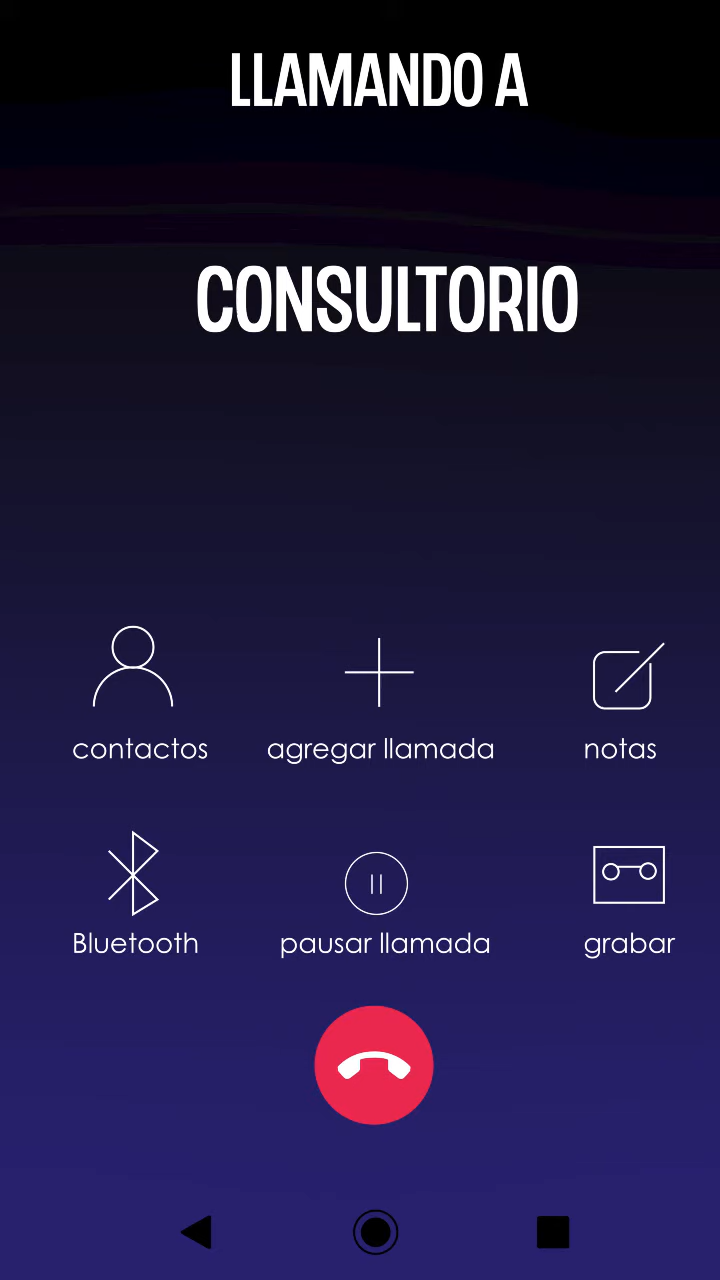 LLAMANDO A
CONSULTORIO
contactos
agregar llamada
notas
Bluetooth
pausar llamada
grabar